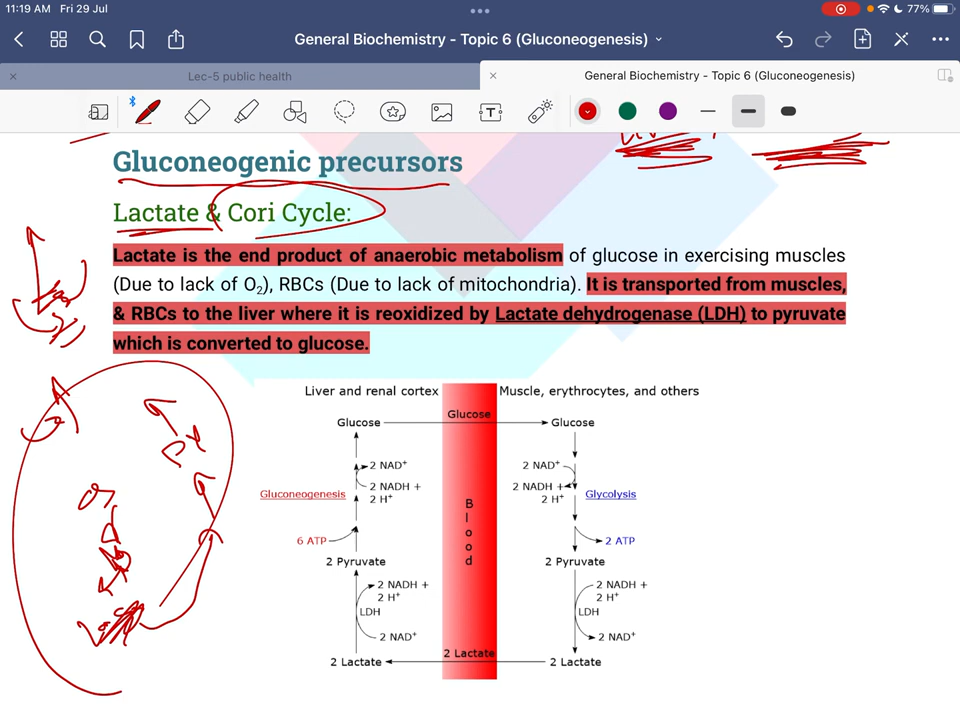 11:19 AM Fri 29 Jul
77%
General Biochemistry - Topic 6 (Gluconeogenesis)
Lec-5 public health
General Biochemistry - Topic 6 (Gluconeogenesis)
Gluconeogenic precursors
Lactate & Cori Cycle:
Lactate is the end product of anaerobic metabolism of glucose in exercising muscles
(Due to lack of O₂), RBCs (Due to lack of mitochondria). It is transported from muscles,
& RBCs to the liver where it is reoxidized by Lactate dehydrogenase (LDH) to pyruvate
which is converted to glucose.
Liver and renal cortex
Muscle, erythrocytes, and others
Glucose
Glucose
Glucose
2 NAD⁺
2 NADH +
2 H⁺
Gluconeogenesis
6 ATP
2 Pyruvate
2 NADH +
2 H⁺
LDH
2 NAD⁺
2 Lactate
Blood
2 Lactate
2 NAD⁺
2 NADH +
2 H⁺
Glycolysis
2 ATP
2 Pyruvate
2 NADH +
2 H⁺
LDH
2 NAD⁺
2 Lactate